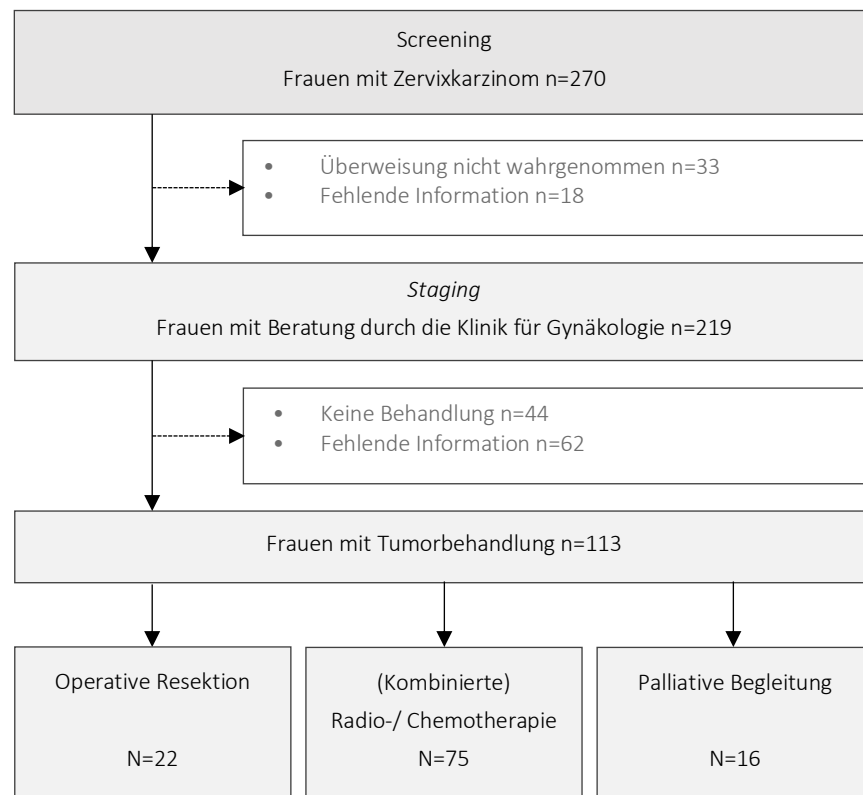 Screening
Frauen mit Zervixkarzinom n=270
• Überweisung nicht wahrgenommen n=33
• Fehlende Information n=18
Staging
Frauen mit Beratung durch die Klinik für Gynäkologie n=219
• Keine Behandlung n=44
• Fehlende Information n=62
Frauen mit Tumorbehandlung n=113
Operative Resektion
N=22
(Kombinierte)
Radio-/ Chemotherapie
N=75
Palliative Begleitung
N=16